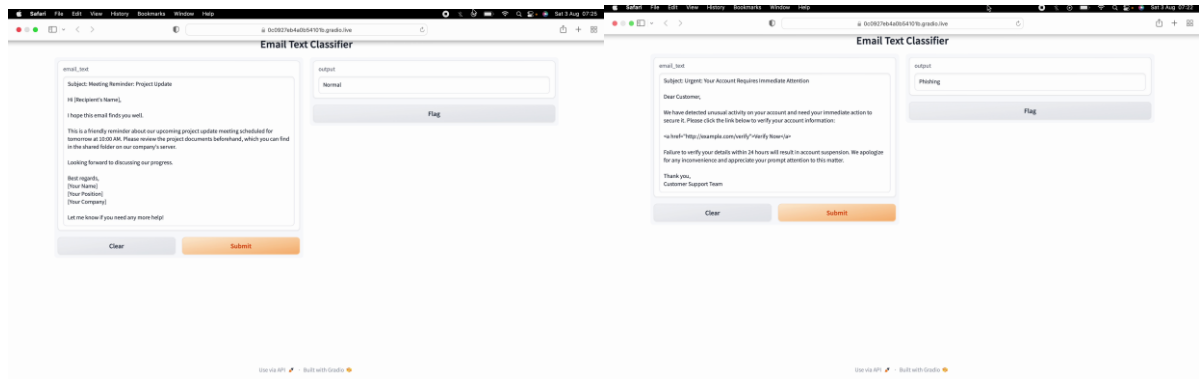 Safari File Edit View History Bookmarks Window Help
Sat 3 Aug 07:25
0c0927eb4a0b54101b.gradio.live
Email Text Classifier
email_text
Subject: Meeting Reminder: Project Update
Hi [Recipient's Name],
I hope this email finds you well.
This is a friendly reminder about our upcoming project update meeting scheduled for
tomorrow at 10:00 AM. Please review the project documents beforehand, which you can find
in the shared folder on our company's server.
Looking forward to discussing our progress.
Best regards,
[Your Name]
[Your Position]
[Your Company]
Let me know if you need any more help!
Clear
Submit
output
Normal
Flag
Use via API · Built with Gradio
Safari File Edit View History Bookmarks Window Help
Sat 3 Aug 07:22
0c0927eb4a0b54101b.gradio.live
Email Text Classifier
email_text
Subject: Urgent: Your Account Requires Immediate Attention
Dear Customer,
We have detected unusual activity on your account and need your immediate action to
secure it. Please click the link below to verify your account information:
<a href="http://example.com/verify">Verify Now</a>
Failure to verify your details within 24 hours will result in account suspension. We apologize
for any inconvenience and appreciate your prompt attention to this matter.
Thank you,
Customer Support Team
Clear
Submit
output
Phishing
Flag
Use via API · Built with Gradio